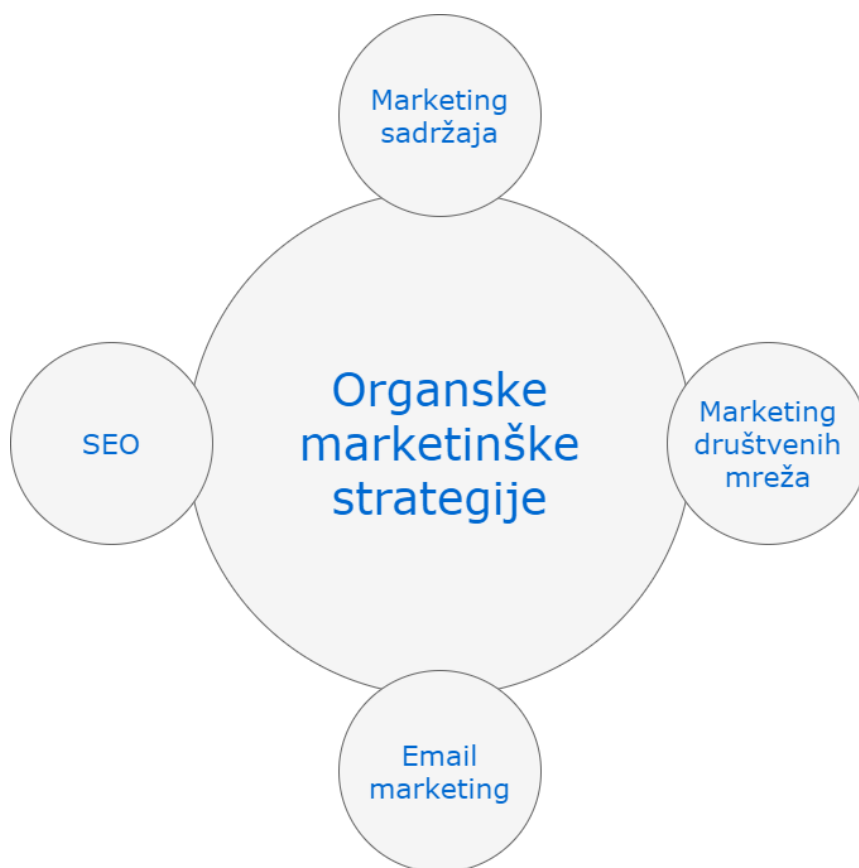 Marketing
sadržaja
SEO
Organske
marketinške
strategije
Marketing
društvenih
mreža
Email
marketing